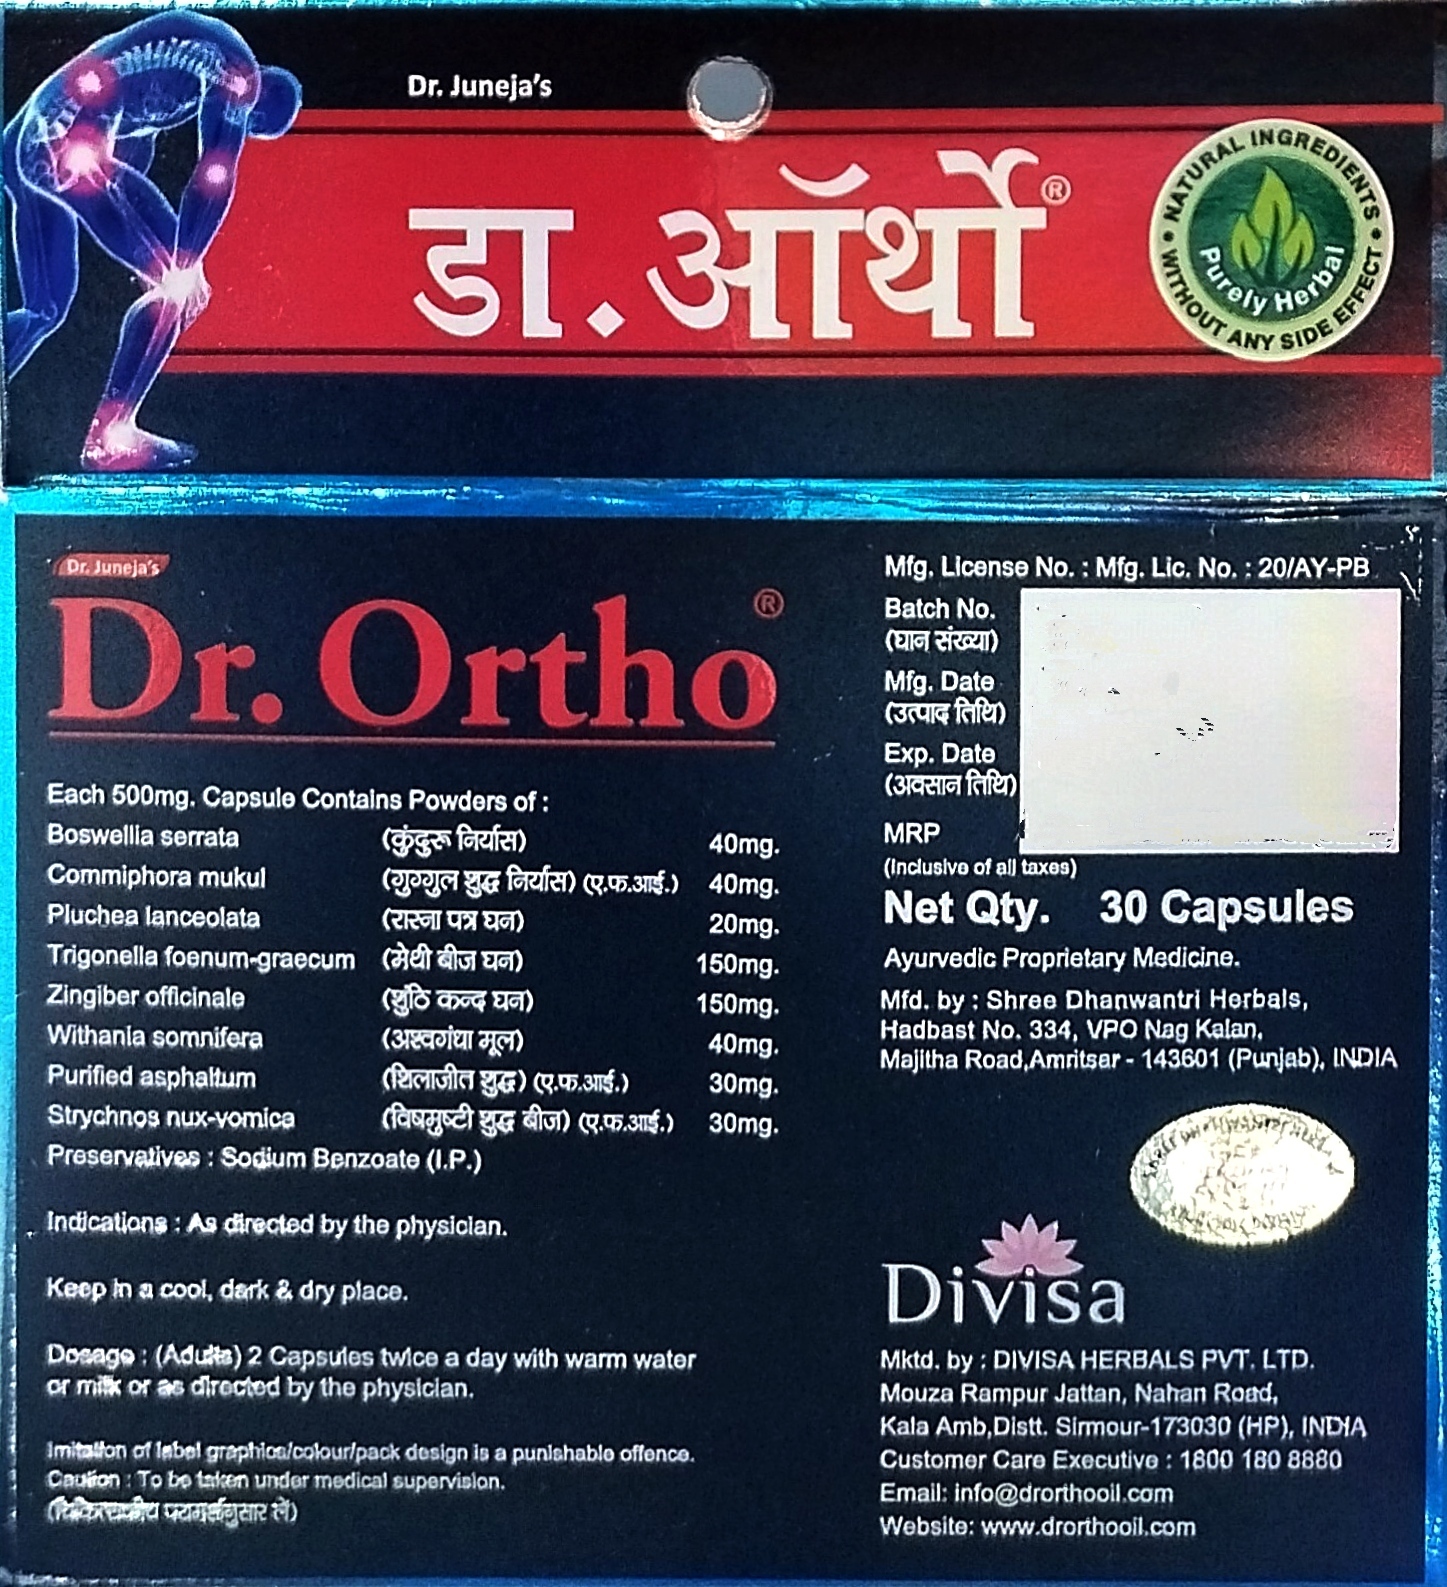 Dr. Juneja's
डा. ऑर्थो®
NATURAL INGREDIENTS
Purely Herbal
WITHOUT ANY SIDE EFFECT
Dr. Juneja's
Dr. Ortho®
Each 500mg. Capsule Contains Powders of :
Boswellia serrata (कुंदुरू निर्यास) 40mg.
Commiphora mukul (गुग्गुल शुद्ध निर्यास) (ए.फ.आई.) 40mg.
Pluchea lanceolata (रास्ना पत्र घन) 20mg.
Trigonella foenum-graecum (मेथी बीज घन) 150mg.
Zingiber officinale (शुंठि कन्द घन) 150mg.
Withania somnifera (अश्वगंधा मूल) 40mg.
Purified asphaltum (शिलाजीत शुद्ध) (ए.फ.आई.) 30mg.
Strychnos nux-vomica (विषमुष्टी शुद्ध बीज) (ए.फ.आई.) 30mg.
Preservatives : Sodium Benzoate (I.P.)
Indications : As directed by the physician.
Keep in a cool, dark & dry place.
Dosage : (Adults) 2 Capsules twice a day with warm water
or milk or as directed by the physician.
Imitation of label graphics/colour/pack design is a punishable offence.
Caution : To be taken under medical supervision.
(चिकित्सकीय परामर्शनुसार लें)
Mfg. License No. : Mfg. Lic. No. : 20/AY-PB
Batch No.
(घान संख्या)
Mfg. Date
(उत्पाद तिथि)
Exp. Date
(अवसान तिथि)
MRP
(Inclusive of all taxes)
Net Qty. 30 Capsules
Ayurvedic Proprietary Medicine.
Mfd. by : Shree Dhanwantri Herbals,
Hadbast No. 334, VPO Nag Kalan,
Majitha Road,Amritsar - 143601 (Punjab), INDIA
Divisa
Mktd. by : DIVISA HERBALS PVT. LTD.
Mouza Rampur Jattan, Nahan Road,
Kala Amb,Distt. Sirmour-173030 (HP), INDIA
Customer Care Executive : 1800 180 8880
Email: info@drorthooil.com
Website: www.drorthooil.com